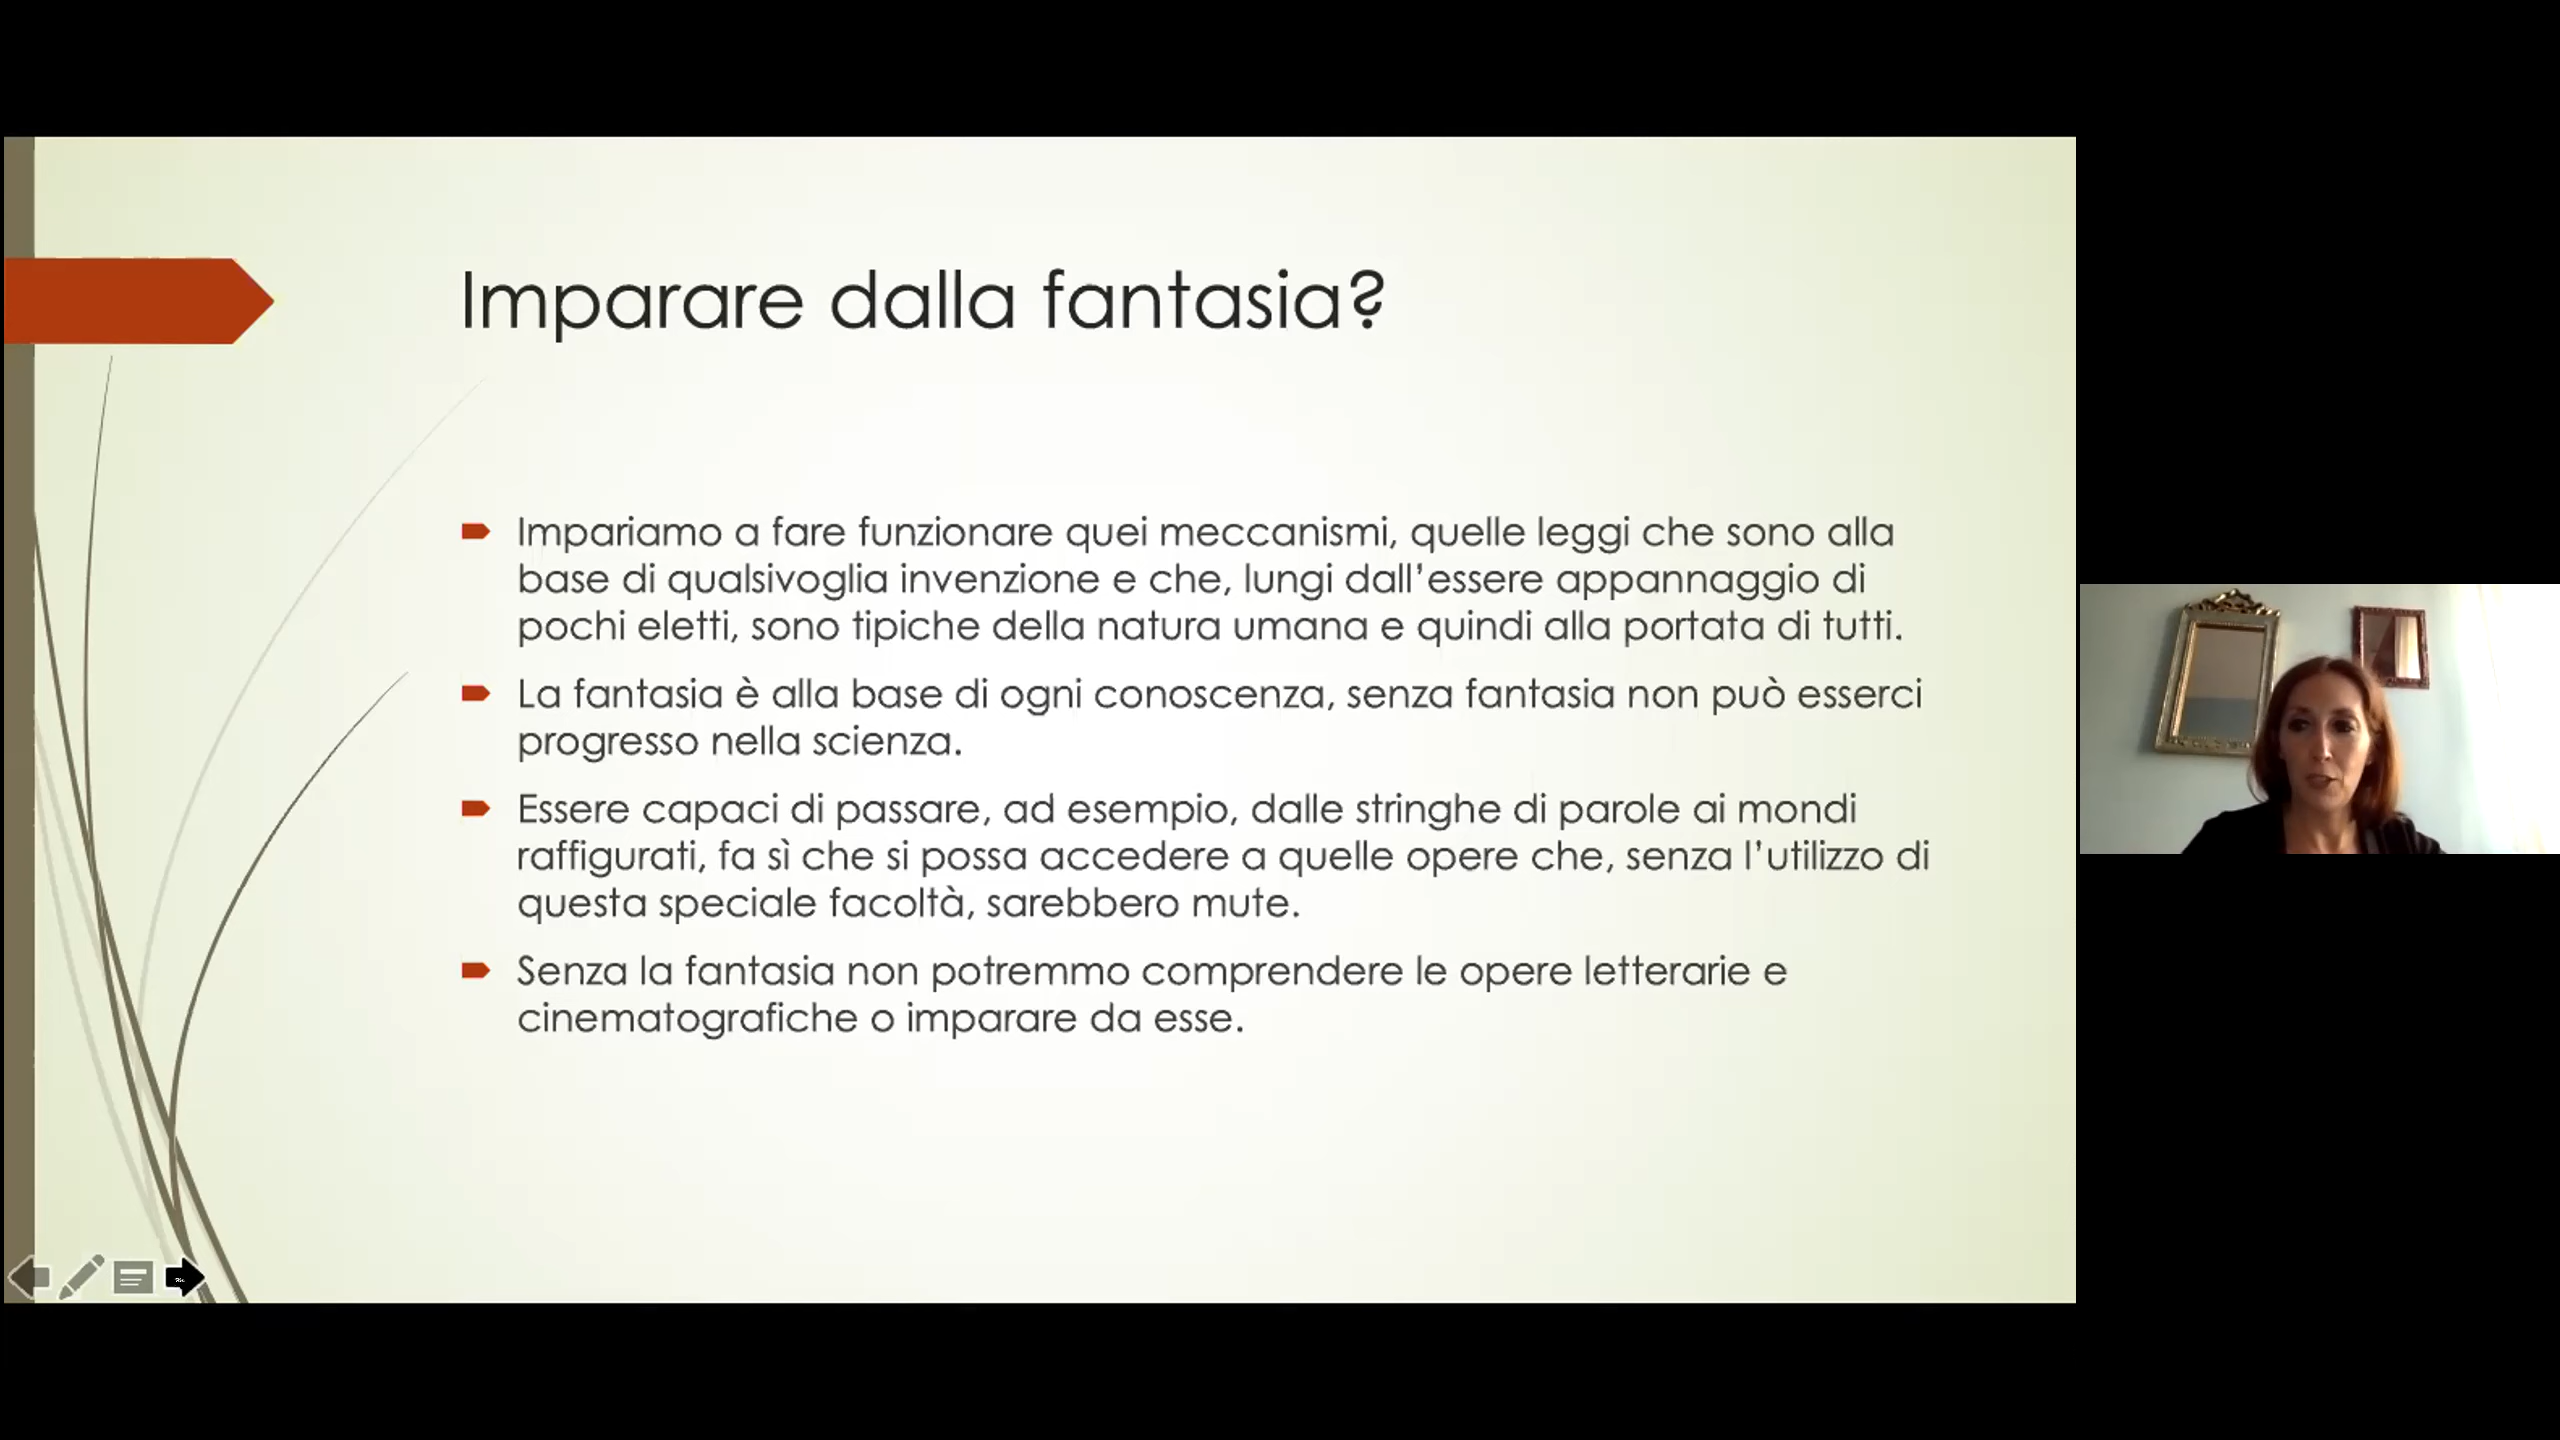 Imparare dalla fantasia?
Impariamo a fare funzionare quei meccanismi, quelle leggi che sono alla
base di qualsivoglia invenzione e che, lungi dall’essere appannaggio di
pochi eletti, sono tipiche della natura umana e quindi alla portata di tutti.
La fantasia è alla base di ogni conoscenza, senza fantasia non può esserci
progresso nella scienza.
Essere capaci di passare, ad esempio, dalle stringhe di parole ai mondi
raffigurati, fa sì che si possa accedere a quelle opere che, senza l’utilizzo di
questa speciale facoltà, sarebbero mute.
Senza la fantasia non potremmo comprendere le opere letterarie e
cinematografiche o imparare da esse.